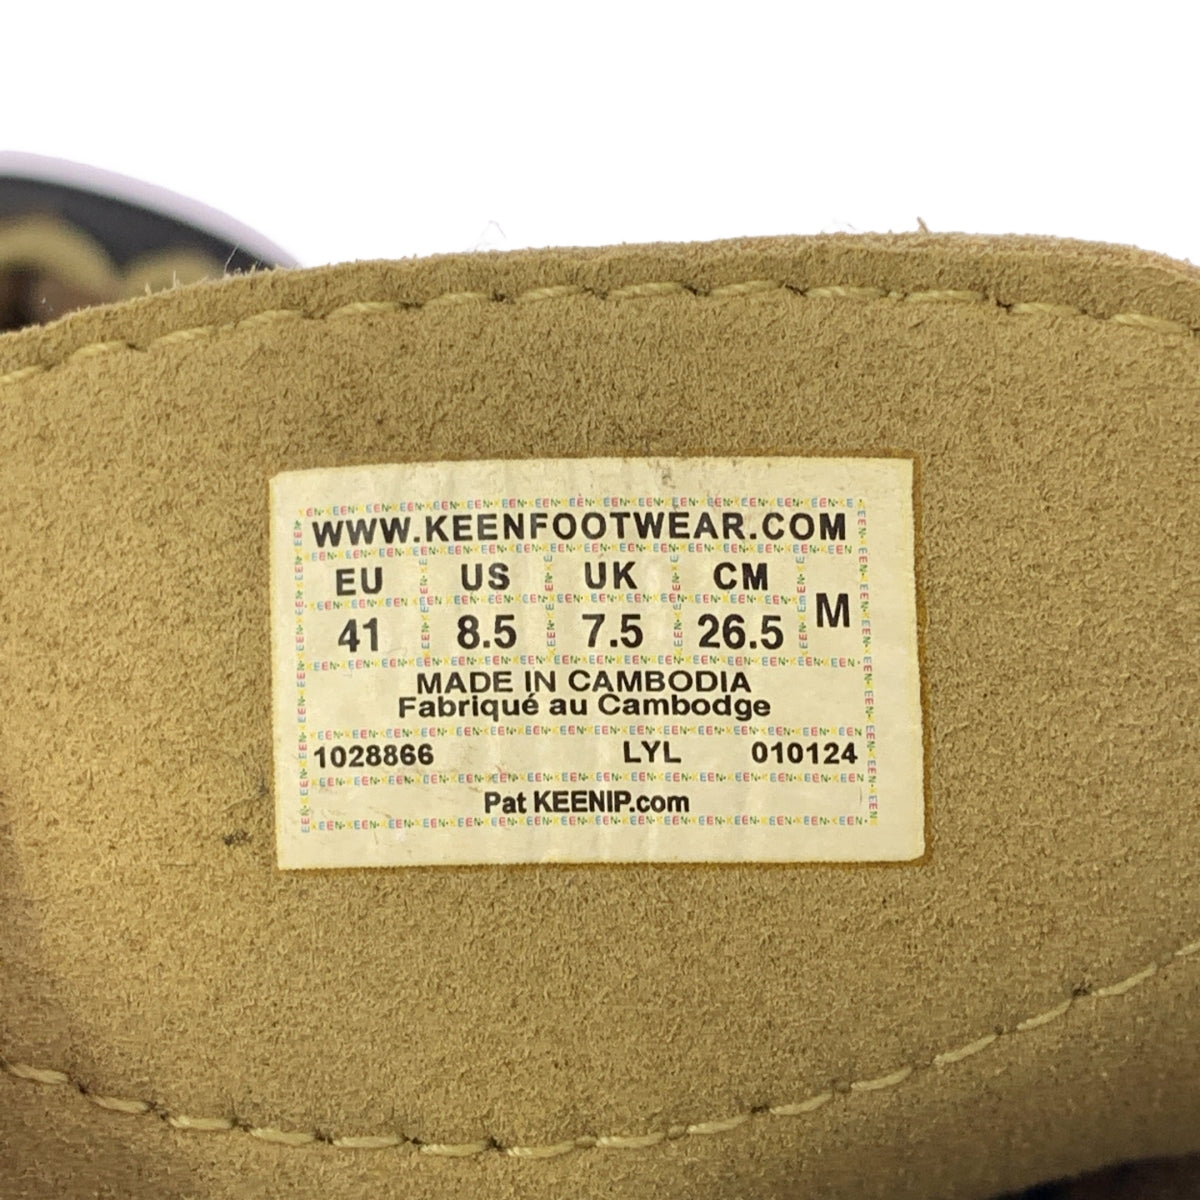 WWW.KEENFOOTWEAR.COM
EU US UK CM M
41 8.5 7.5 26.5
MADE IN CAMBODIA
Fabriqué au Cambodge
1028866 LYL 010124
Pat KEENIP.com